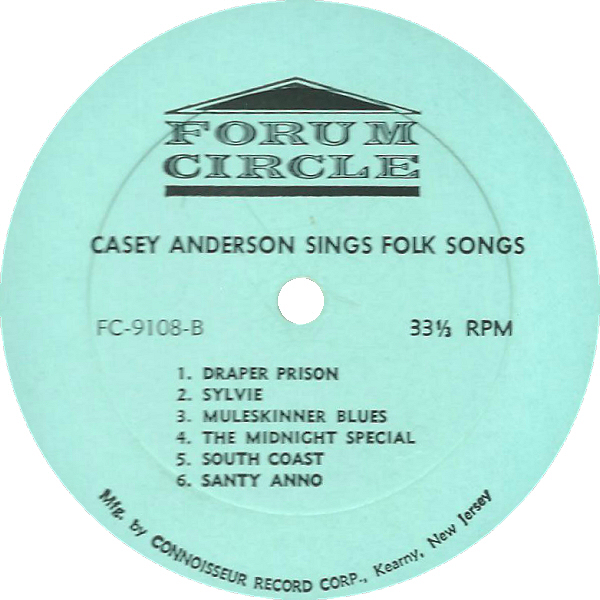 FORUM
CIRCLE
CASEY ANDERSON SINGS FOLK SONGS
FC-9108-B
33⅓ RPM
1. DRAPER PRISON
2. SYLVIE
3. MULESKINNER BLUES
4. THE MIDNIGHT SPECIAL
5. SOUTH COAST
6. SANTY ANNO
Mfg. by CONNOISSEUR RECORD CORP., Kearny, New Jersey